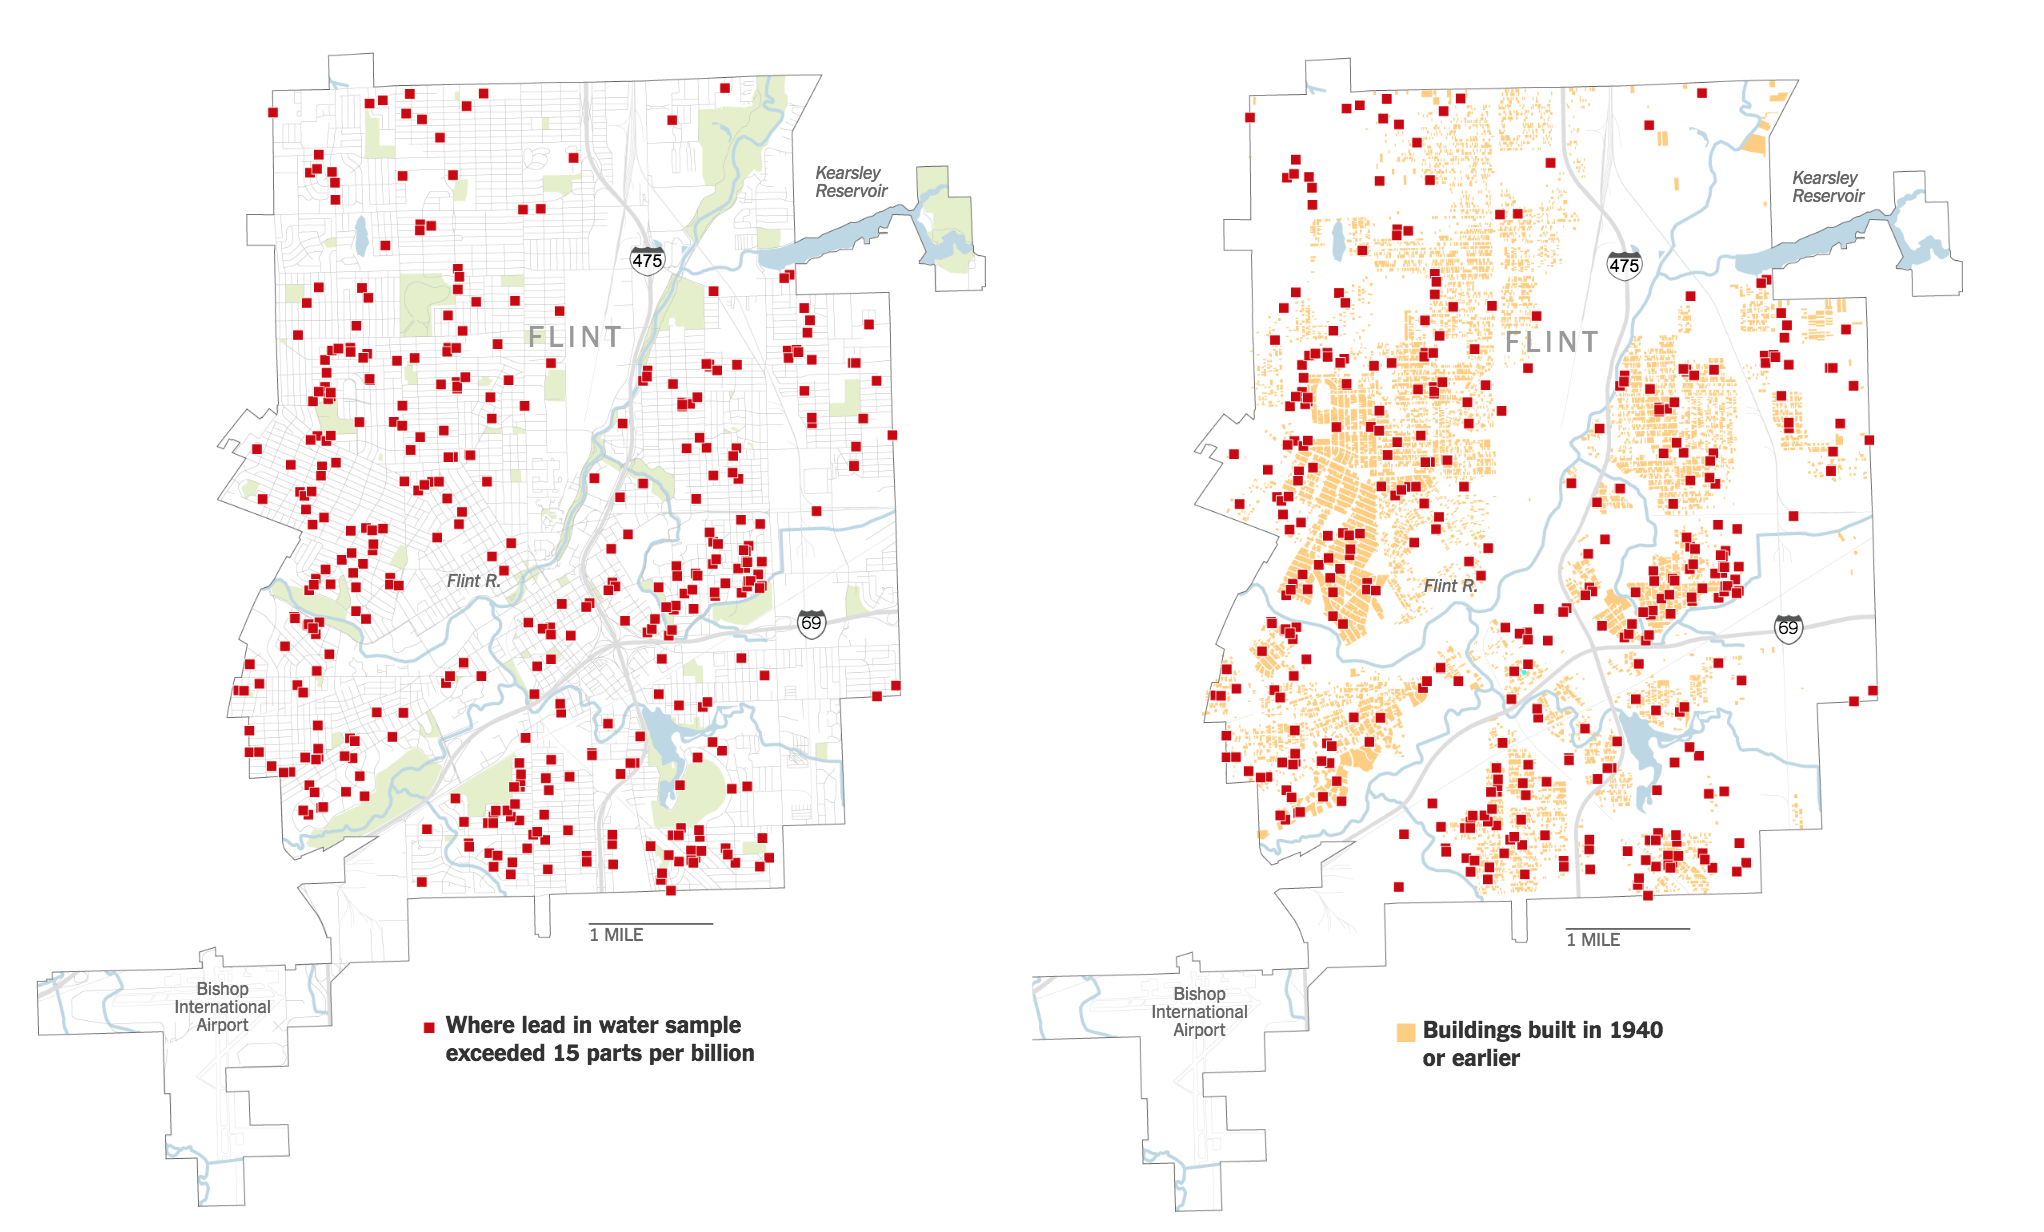 Kearsley
Reservoir
475
FLINT
Flint R.
69
1 MILE
Bishop
International
Airport
Where lead in water sample
exceeded 15 parts per billion
Kearsley
Reservoir
475
FLINT
Flint R.
69
1 MILE
Bishop
International
Airport
Buildings built in 1940
or earlier